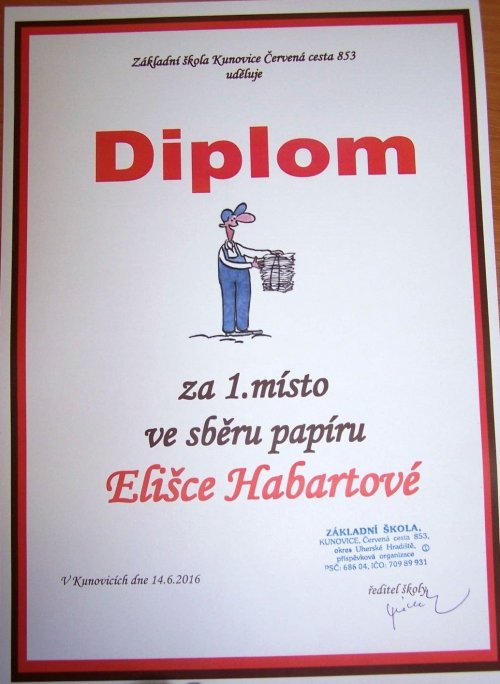 Základní škola Kunovice Červená cesta 853
uděluje
Diplom
za 1.místo
ve sběru papíru
Elišce Habartové
ZÁKLADNÍ ŠKOLA,
KUNOVICE, Červená cesta 853,
okres Uherské Hradiště, ①
příspěvková organizace
PSČ: 686 04, IČO: 709 89 931
V Kunovicích dne 14.6.2016
ředitel školy